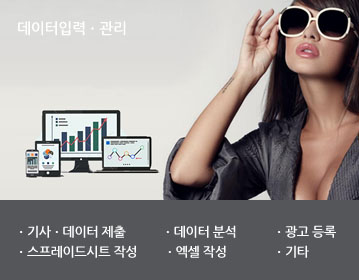 데이터입력 · 관리
· 기사 · 데이터 제출 · 데이터 분석 · 광고 등록
· 스프레드시트 작성 · 엑셀 작성 · 기타